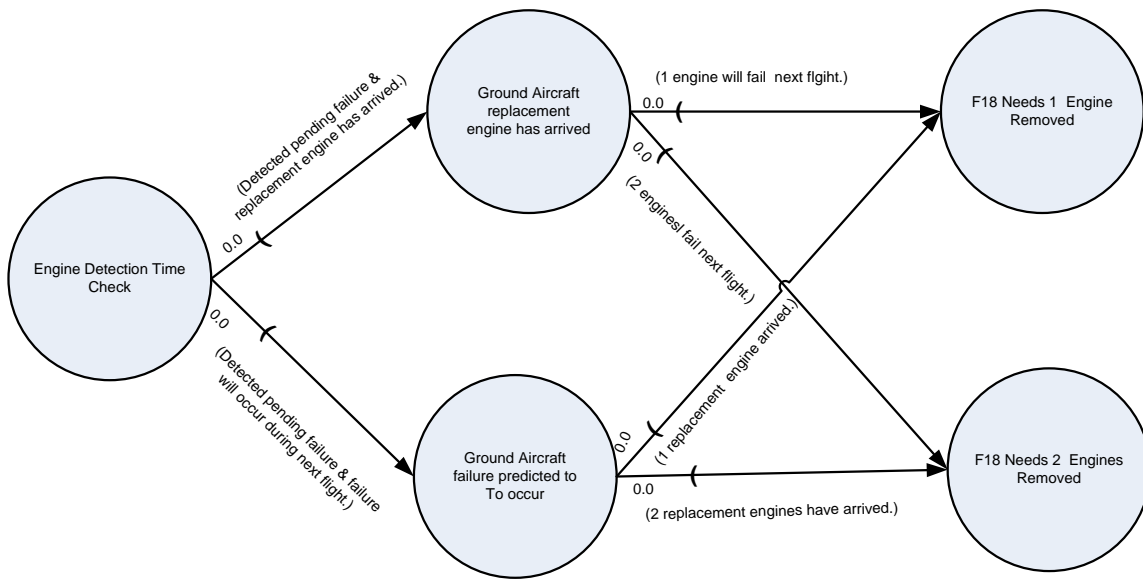 Engine Detection Time
Check
(Detected pending failure &
replacement engine has arrived.)
0.0
0.0
(Detected pending failure & failure
will occur during next flight.)
Ground Aircraft
replacement
engine has arrived
(1 engine will fail next flgiht.)
0.0
0.0
(2 enginesl fail next flight.)
F18 Needs 1 Engine
Removed
Ground Aircraft
failure predicted to
To occur
0.0
(1 replacement engine arrived.)
0.0
(2 replacement engines have arrived.)
F18 Needs 2 Engines
Removed